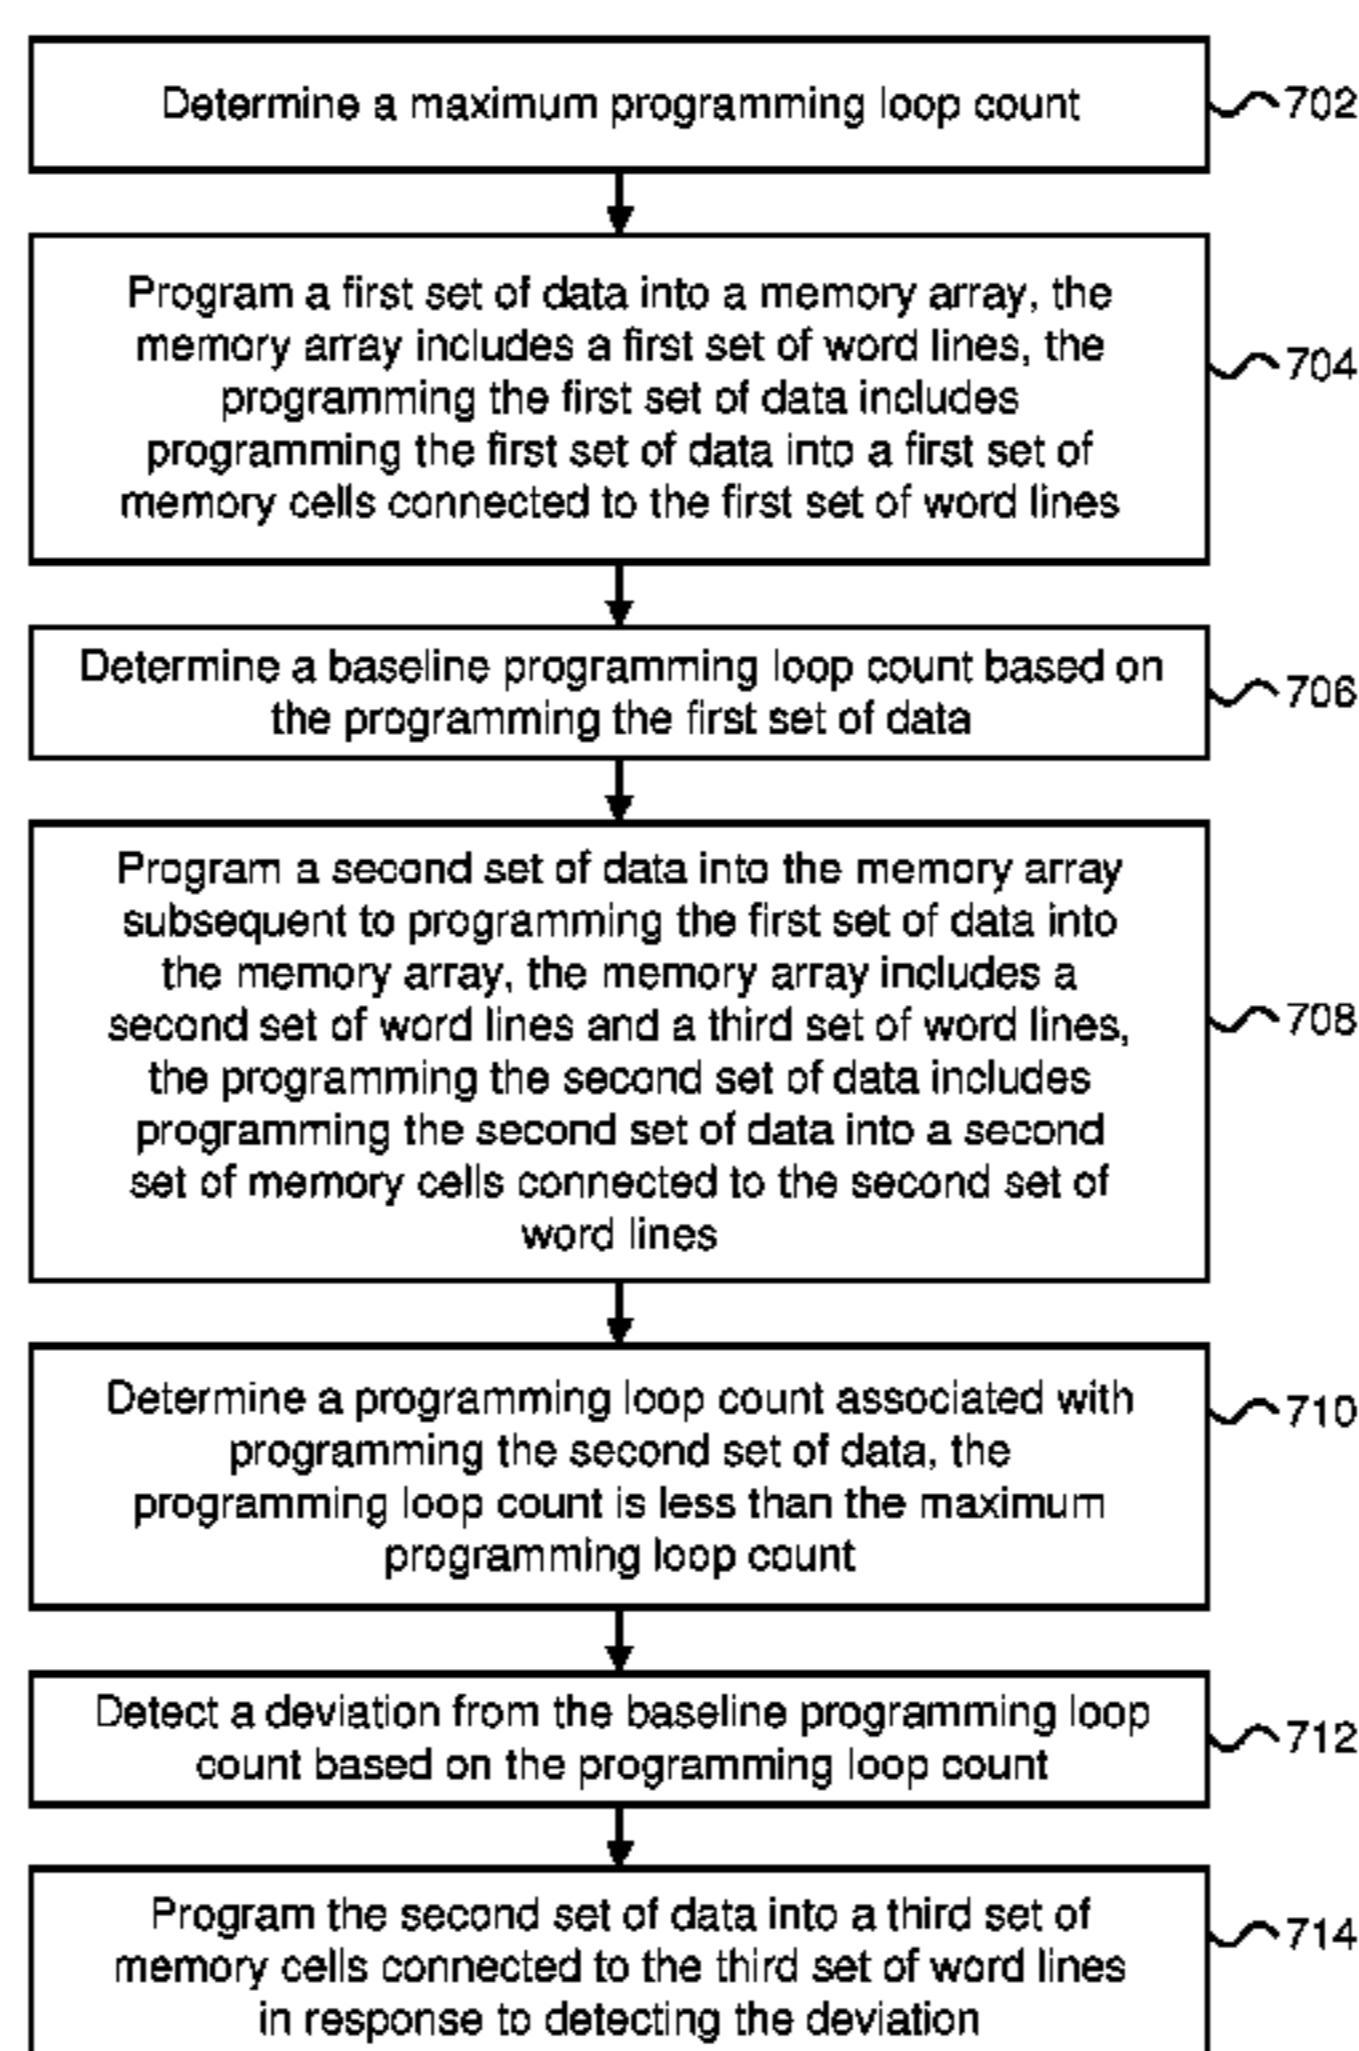 Determine a maximum programming loop count
702
Program a first set of data into a memory array, the
memory array includes a first set of word lines, the
programming the first set of data includes
programming the first set of data into a first set of
memory cells connected to the first set of word lines
704
Determine a baseline programming loop count based on
the programming the first set of data
706
Program a second set of data into the memory array
subsequent to programming the first set of data into
the memory array, the memory array includes a
second set of word lines and a third set of word lines,
the programming the second set of data includes
programming the second set of data into a second
set of memory cells connected to the second set of
word lines
708
Determine a programming loop count associated with
programming the second set of data, the
programming loop count is less than the maximum
programming loop count
710
Detect a deviation from the baseline programming loop
count based on the programming loop count
712
Program the second set of data into a third set of
memory cells connected to the third set of word lines
in response to detecting the deviation
714